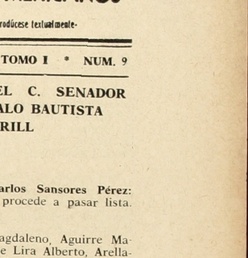 rodúcese textualmente-
TOMO I * NUM. 9
EL C. SENADOR
ALO BAUTISTA
RILL
arlos Sansores Pérez:
procede a pasar lista.
agdaleno, Aguirre Ma-
e Lira Alberto, Arella-